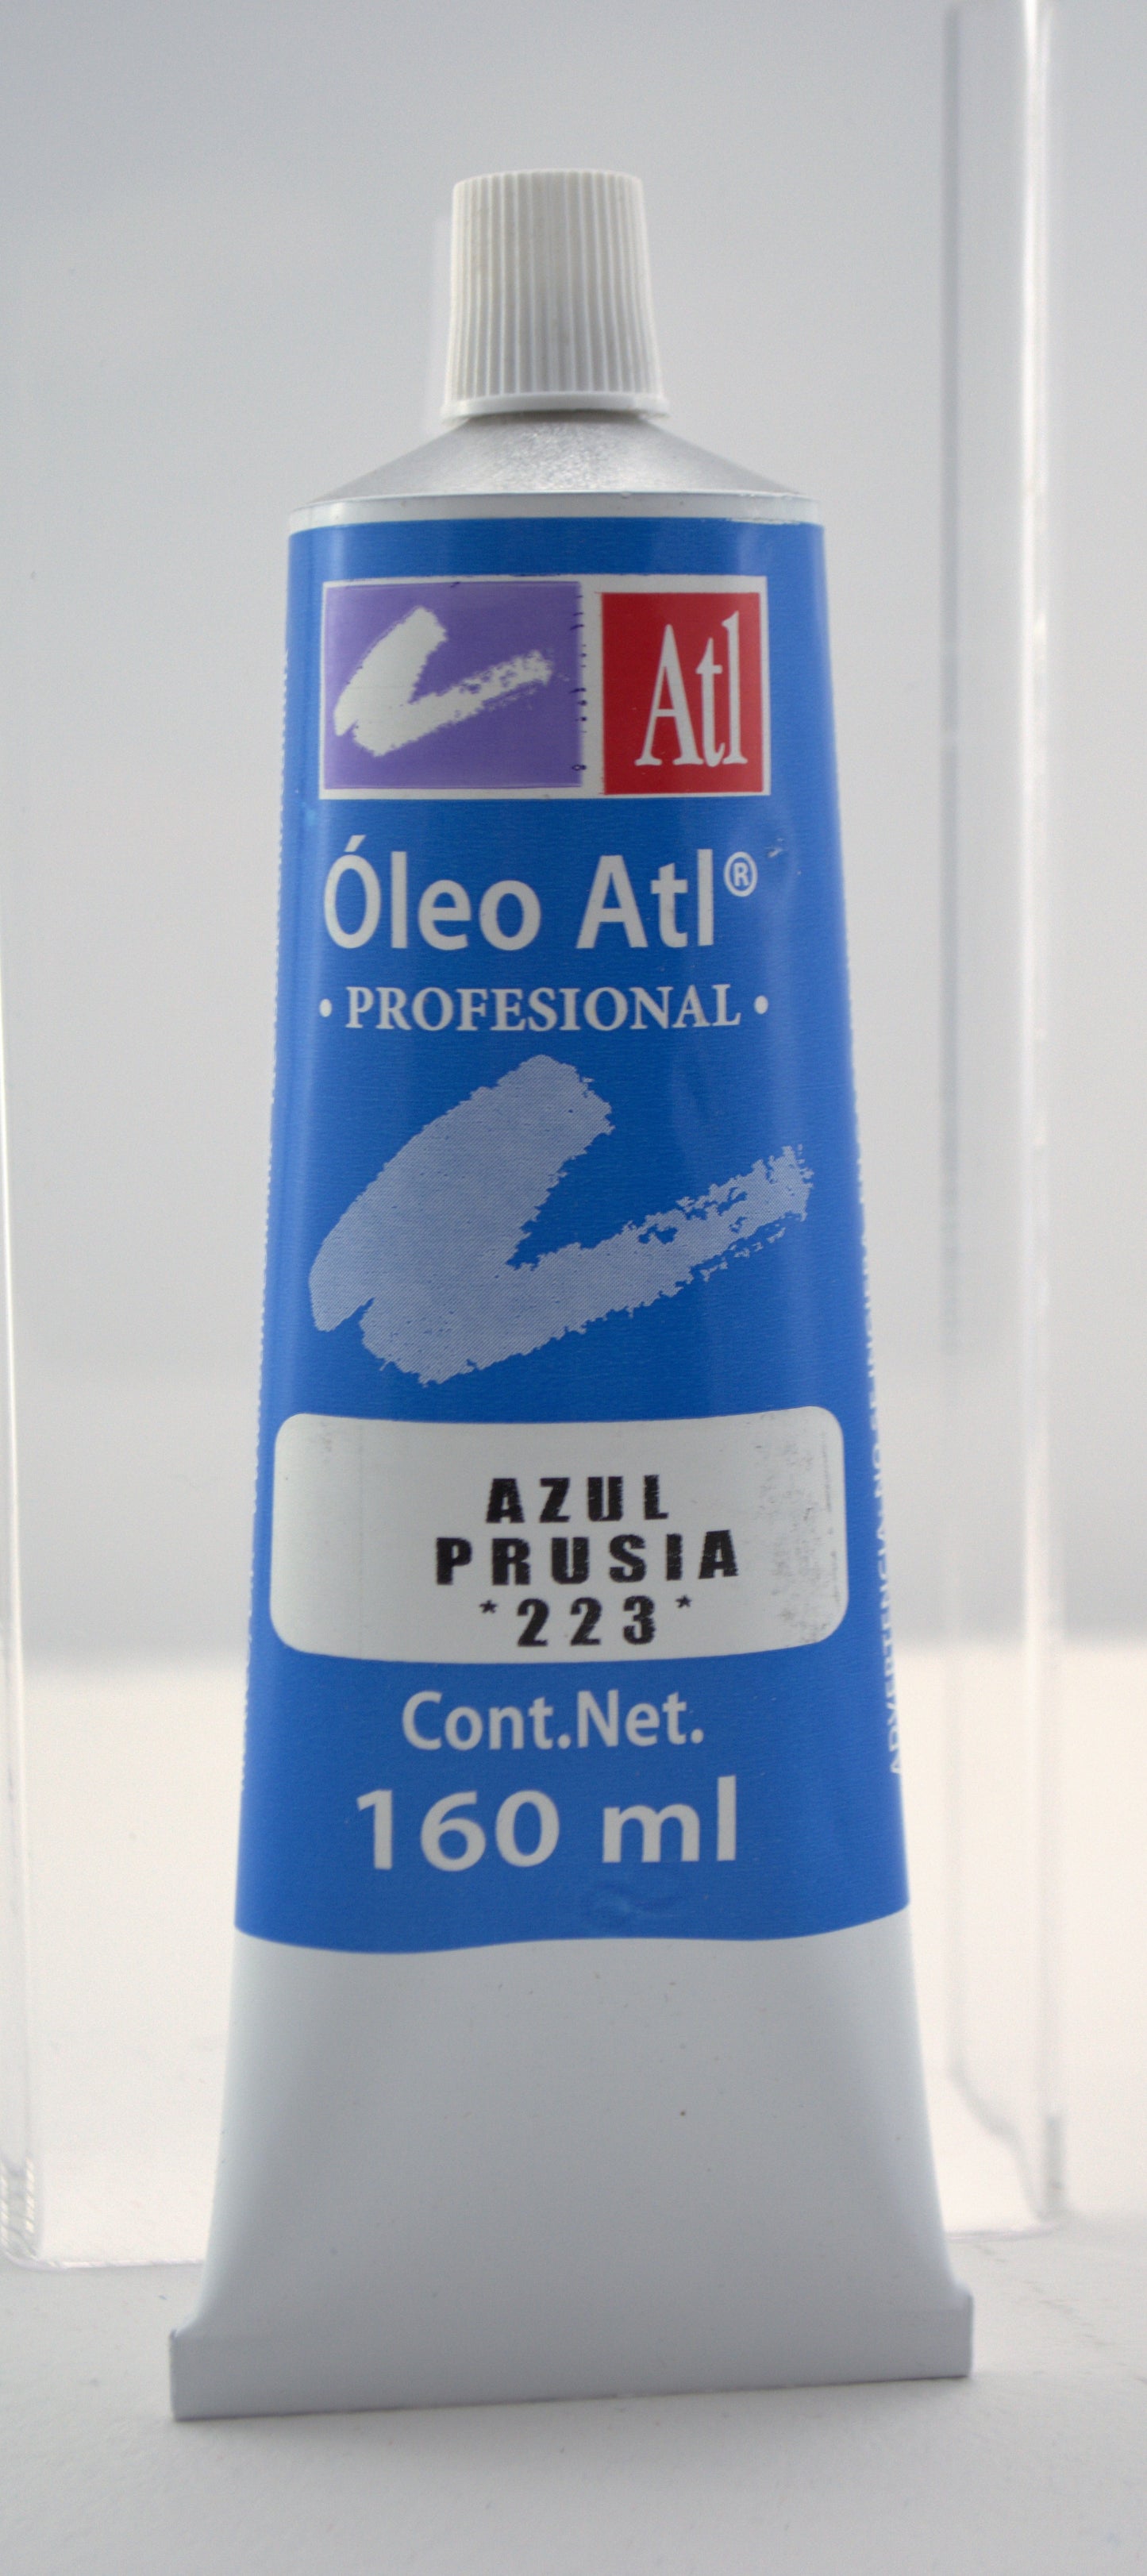 Atl
Óleo Atl®
• PROFESIONAL •
AZUL
PRUSIA
*223*
Cont.Net.
160 ml